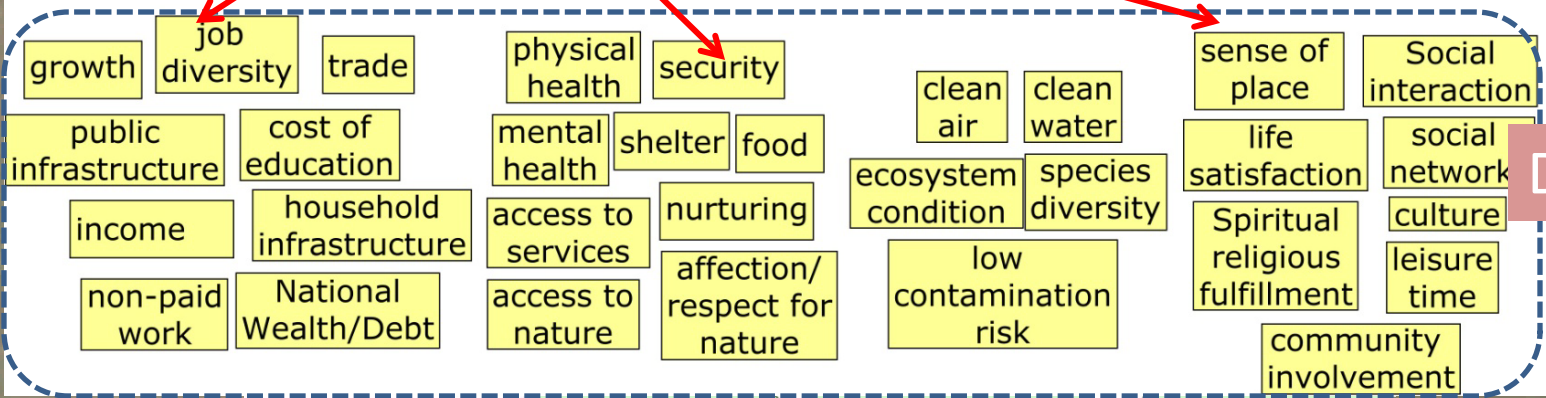 growth
job
diversity
trade
public
infrastructure
cost of
education
income
household
infrastructure
non-paid
work
National
Wealth/Debt
physical
health
security
mental
health
shelter
food
access to
services
nurturing
access to
nature
affection/
respect for
nature
clean
air
clean
water
ecosystem
condition
species
diversity
low
contamination
risk
sense of
place
Social
interaction
life
satisfaction
social
network
Spiritual
religious
fulfillment
culture
leisure
time
community
involvement